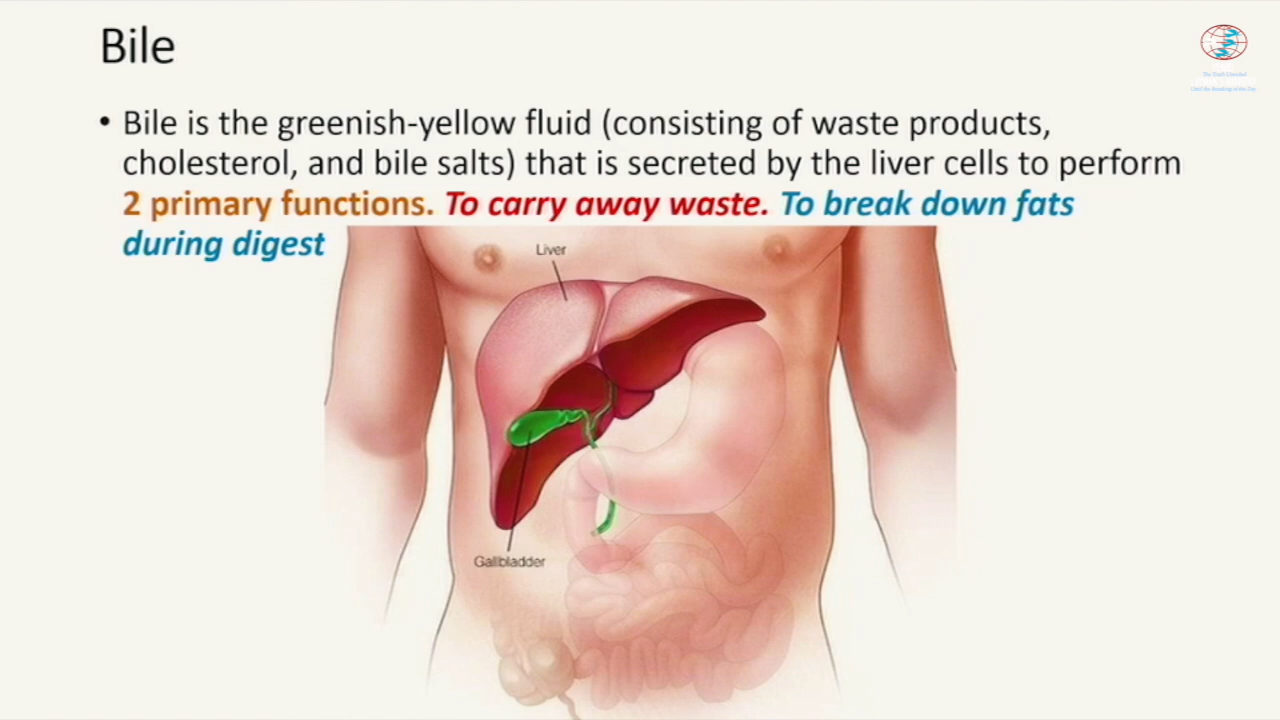 Bile
• Bile is the greenish-yellow fluid (consisting of waste products,
cholesterol, and bile salts) that is secreted by the liver cells to perform
2 primary functions. To carry away waste. To break down fats
during digest
Liver
Gallbladder